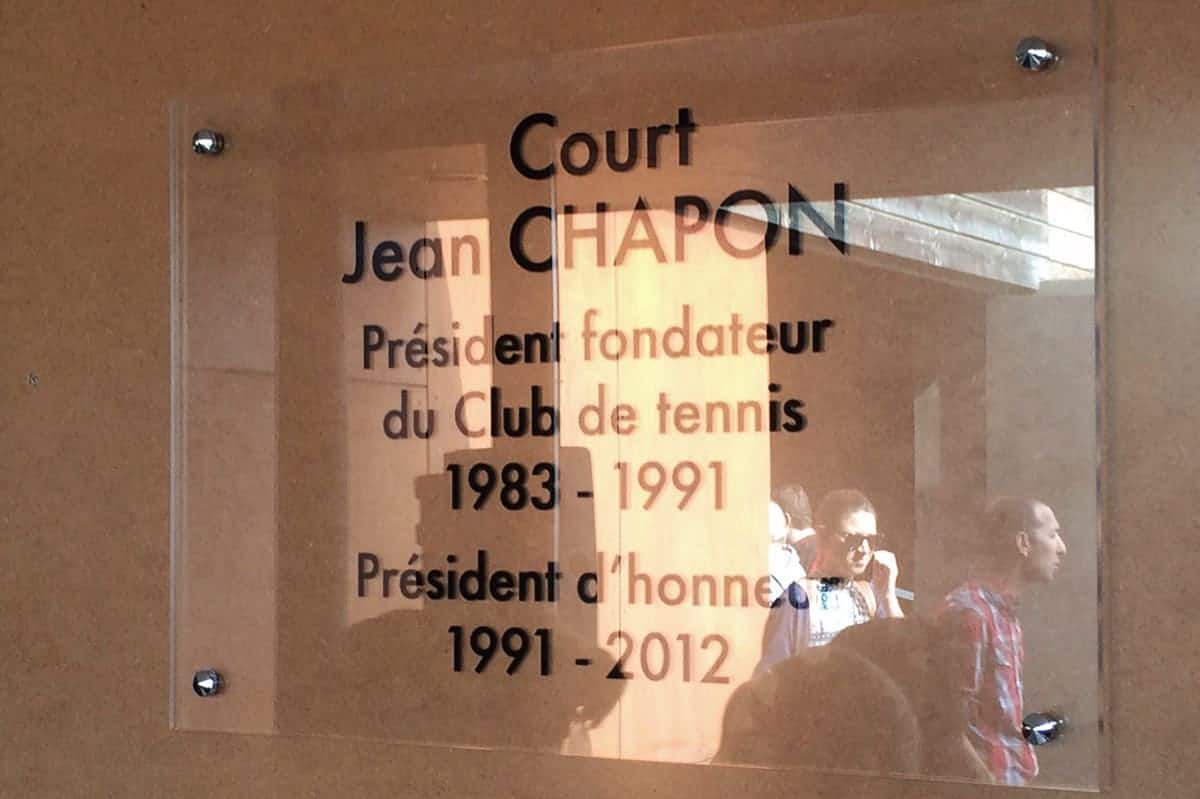 Court
Jean CHAPON
Président fondateur
du Club de tennis
1983 - 1991
Président d'honneur
1991 - 2012